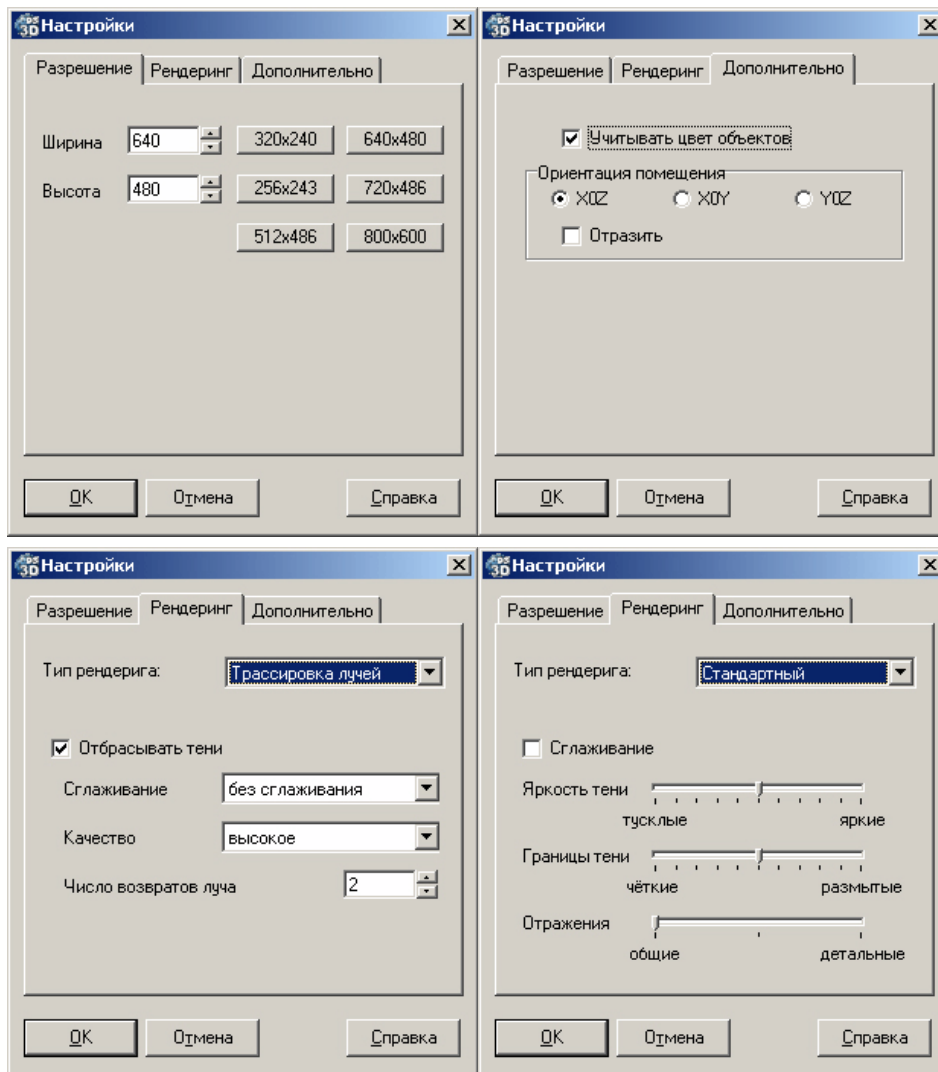 Настройки
Разрешение Рендеринг Дополнительно
Ширина 640 320x240 640x480
Высота 480 256x243 720x486
512x486 800x600
OK Отмена Справка
Настройки
Разрешение Рендеринг Дополнительно
Учитывать цвет объектов
Ориентация помещения
X0Z X0Y Y0Z
Отразить
OK Отмена Справка
Настройки
Разрешение Рендеринг Дополнительно
Тип рендерига: Трассировка лучей
Отбрасывать тени
Сглаживание без сглаживания
Качество высокое
Число возвратов луча 2
OK Отмена Справка
Настройки
Разрешение Рендеринг Дополнительно
Тип рендерига: Стандартный
Сглаживание
Яркость тени
тусклые яркие
Границы тени
чёткие размытые
Отражения
общие детальные
OK Отмена Справка